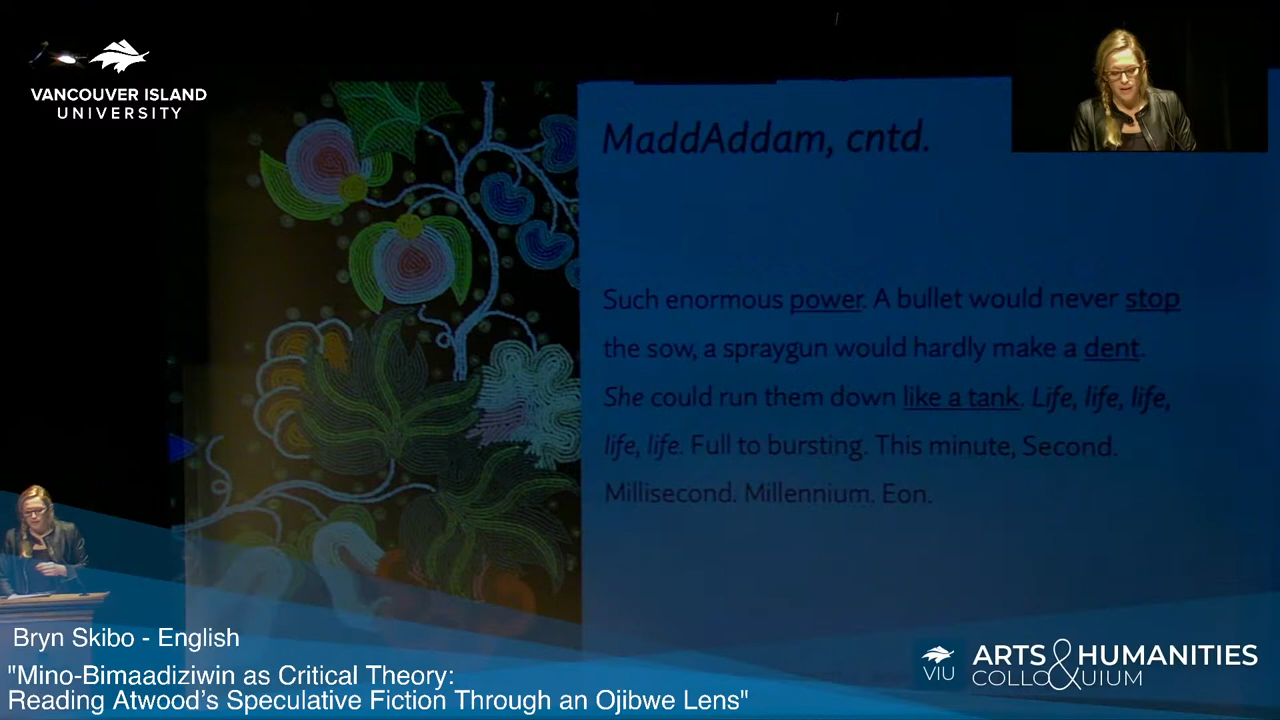 VANCOUVER ISLAND
UNIVERSITY
MaddAddam, cntd.
Such enormous power. A bullet would never stop
the sow, a spraygun would hardly make a dent.
She could run them down like a tank. Life, life, life,
life, life. Full to bursting. This minute, Second.
Millisecond. Millennium. Eon.
Bryn Skibo - English
"Mino-Bimaadiziwin as Critical Theory:
Reading Atwood's Speculative Fiction Through an Ojibwe Lens"
VIU
ARTS & HUMANITIES
COLLOQUIUM